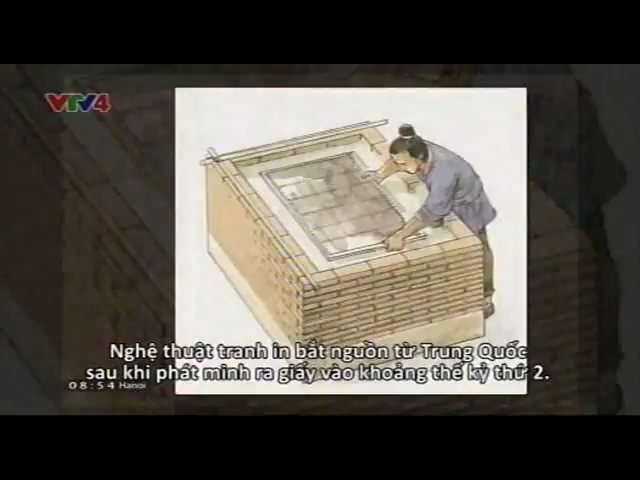 VTV4
Nghệ thuật tranh in bắt nguồn từ Trung Quốc
sau khi phát minh ra giấy vào khoảng thế kỷ thứ 2.
08:54 Hanoi